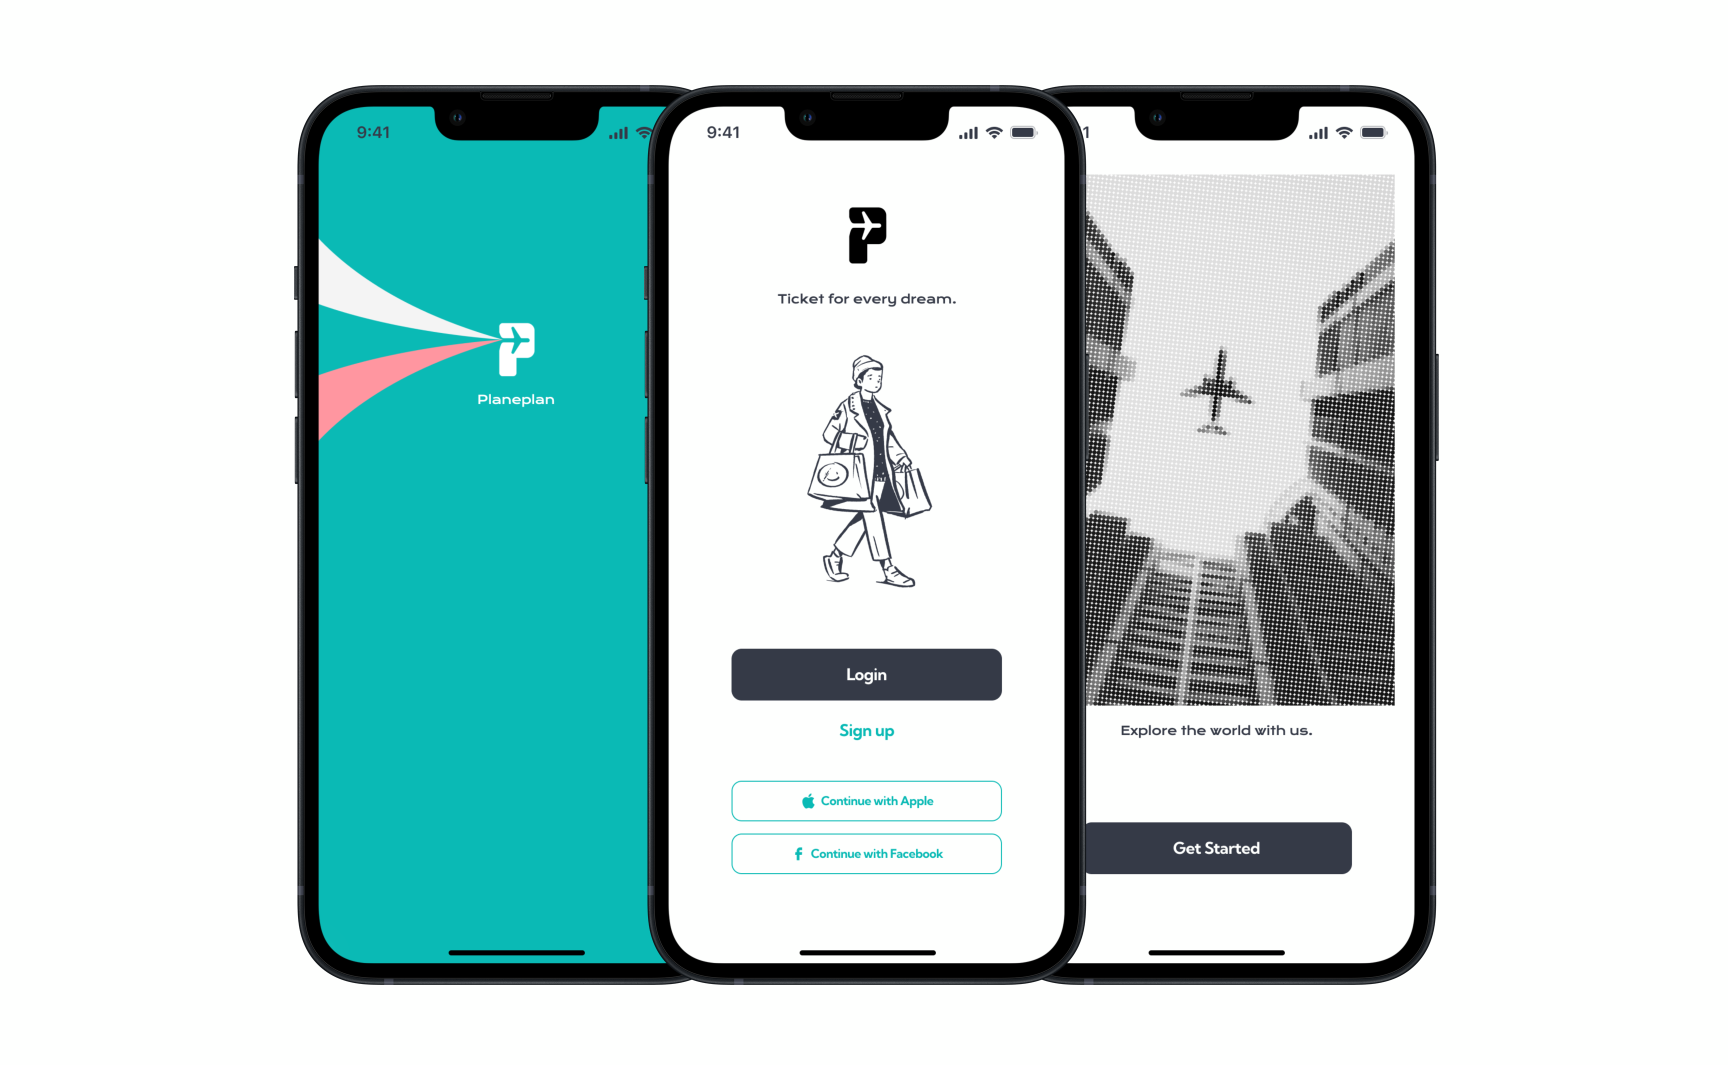 9:41
Planeplan
9:41
Ticket for every dream.
Login
Sign up
Continue with Apple
Continue with Facebook
1
Explore the world with us.
Get Started